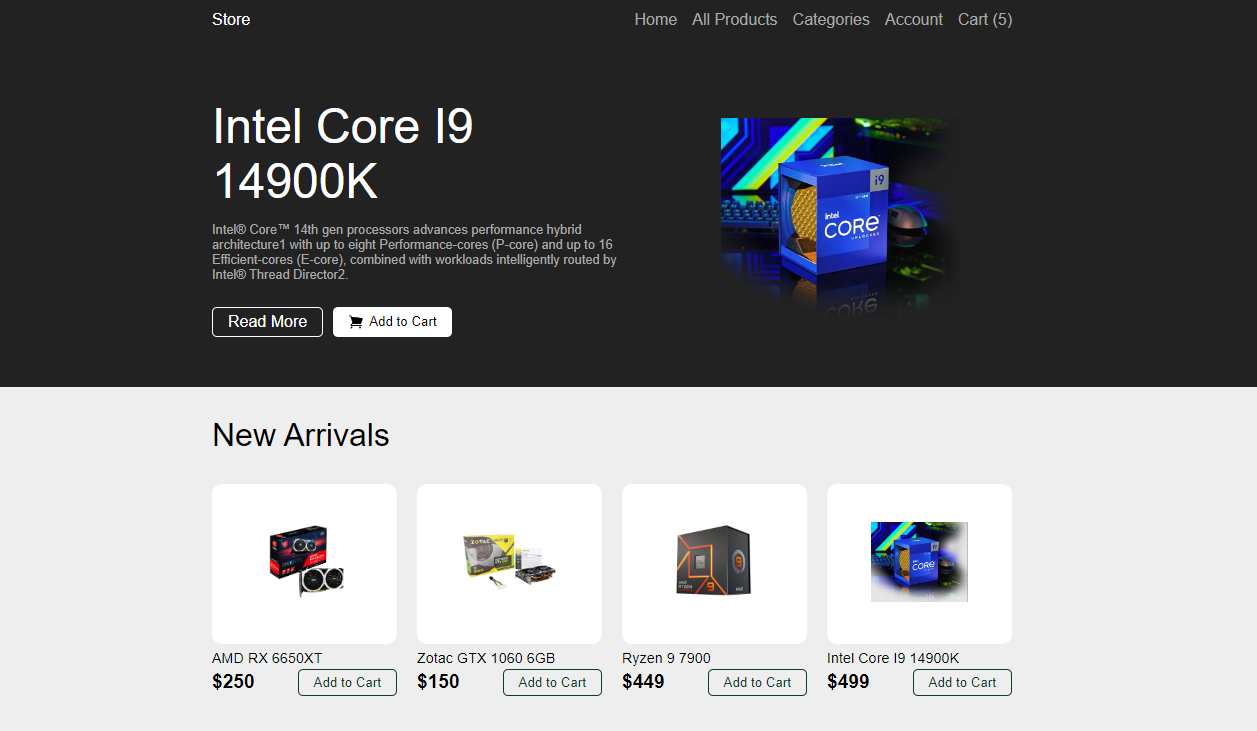 Store
Home All Products Categories Account Cart (5)
Intel Core I9
14900K
Intel® Core™ 14th gen processors advances performance hybrid
architecture1 with up to eight Performance-cores (P-core) and up to 16
Efficient-cores (E-core), combined with workloads intelligently routed by
Intel® Thread Director2.
Read More
Add to Cart
intel
i9
intel
CORE
UNLOCKED
New Arrivals
ZOTAC
CORE
AMD RX 6650XT
$250
Add to Cart
Zotac GTX 1060 6GB
$150
Add to Cart
Ryzen 9 7900
$449
Add to Cart
Intel Core I9 14900K
$499
Add to Cart